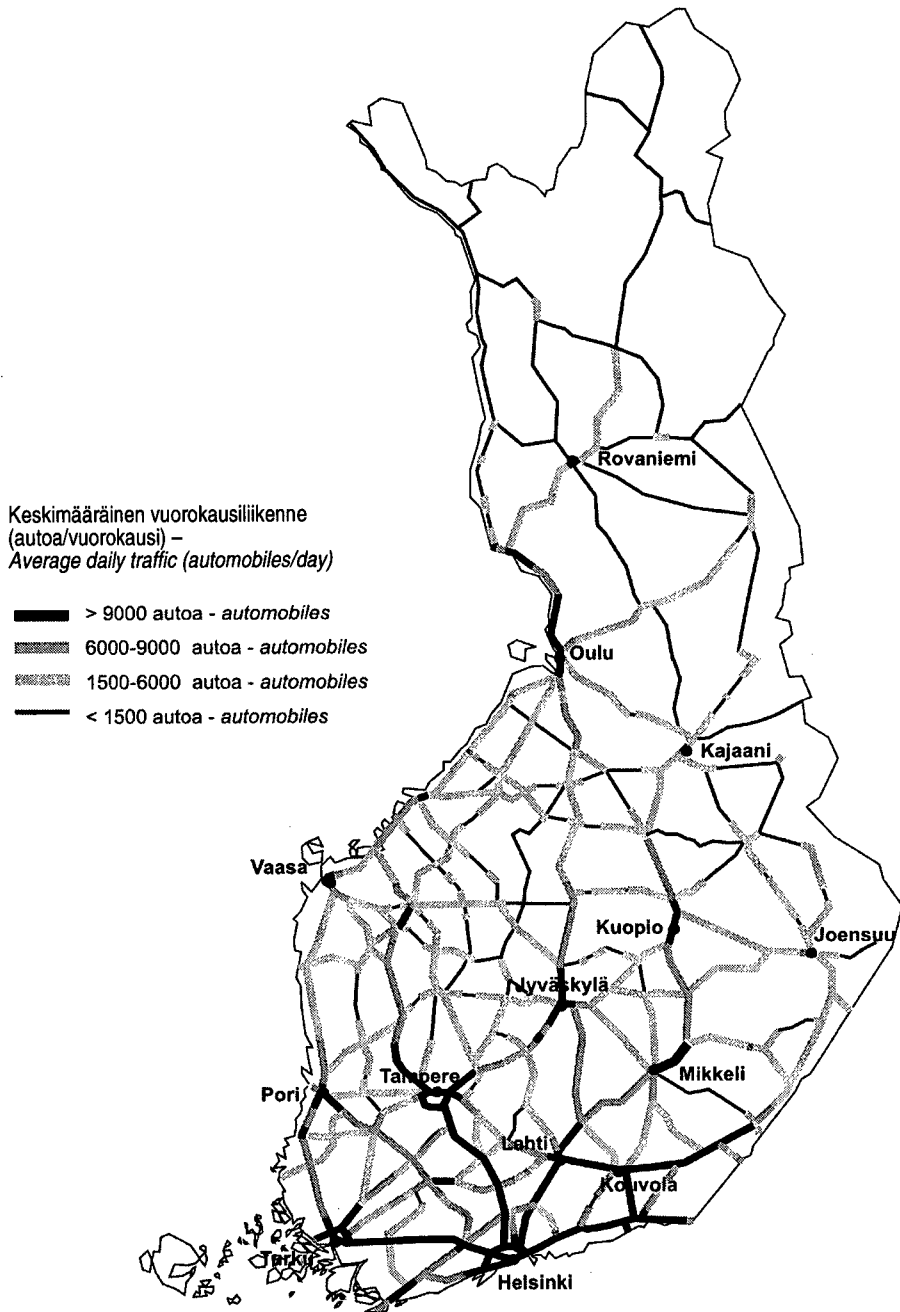 Rovaniemi
Keskimääräinen vuorokausiliikenne
(autoa/vuorokausi) –
Average daily traffic (automobiles/day)
> 9000 autoa - automobiles
6000-9000 autoa - automobiles
1500-6000 autoa - automobiles
< 1500 autoa - automobiles
Oulu
Kajaani
Vaasa
Kuopio
Joensuu
Jyväskylä
Tampere
Mikkeli
Pori
Lahti
Kouvola
Turku
Helsinki